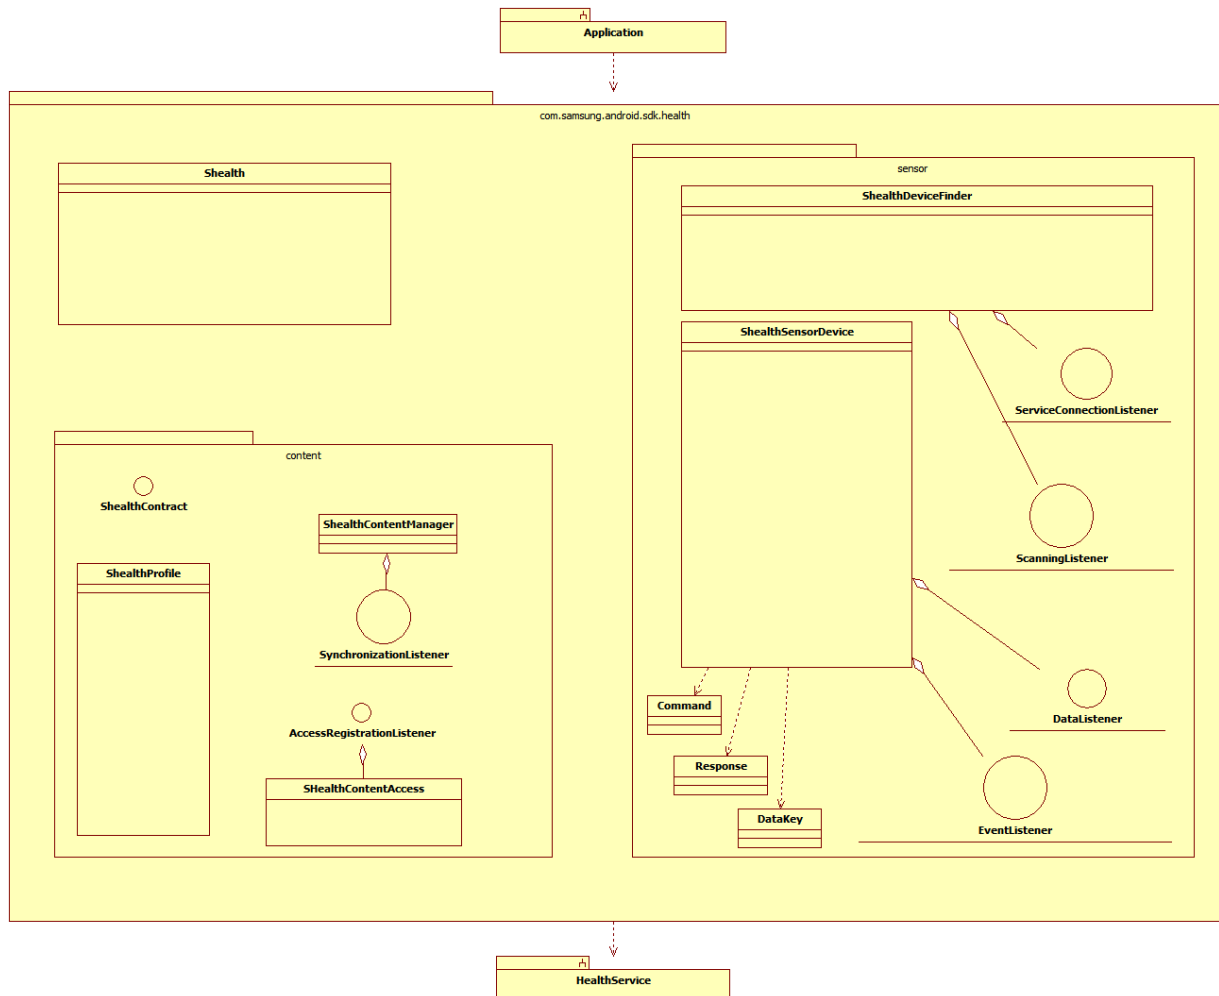 Application
com.samsung.android.sdk.health
Shealth
sensor
ShealthDeviceFinder
ShealthSensorDevice
ServiceConnectionListener
content
ShealthContract
ShealthContentManager
ScanningListener
ShealthProfile
SynchronizationListener
Command
DataListener
AccessRegistrationListener
Response
SHealthContentAccess
DataKey
EventListener
HealthService